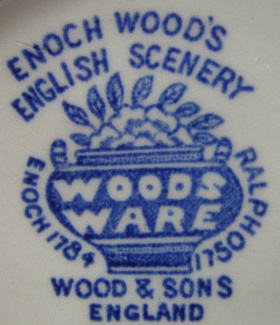 ENOCH WOOD'S
ENGLISH SCENERY
WOODS
WARE
ENOCH 1784
RALPH 1750
WOOD & SONS
ENGLAND